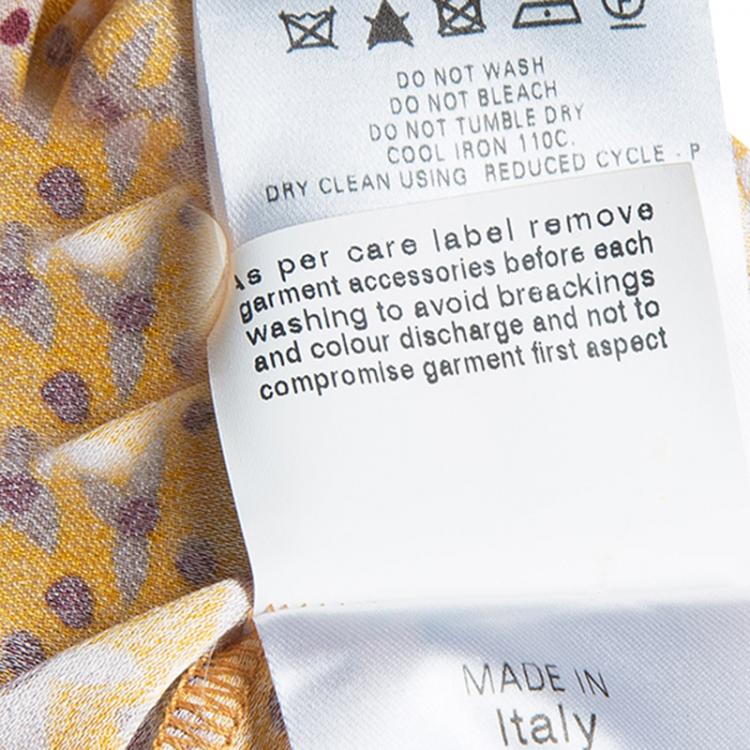 DO NOT WASH
DO NOT BLEACH
DO NOT TUMBLE DRY
COOL IRON 110C.
DRY CLEAN USING REDUCED CYCLE - P
As per care label remove
garment accessories before each
washing to avoid breackings
and colour discharge and not to
compromise garment first aspect
MADE IN
Italy